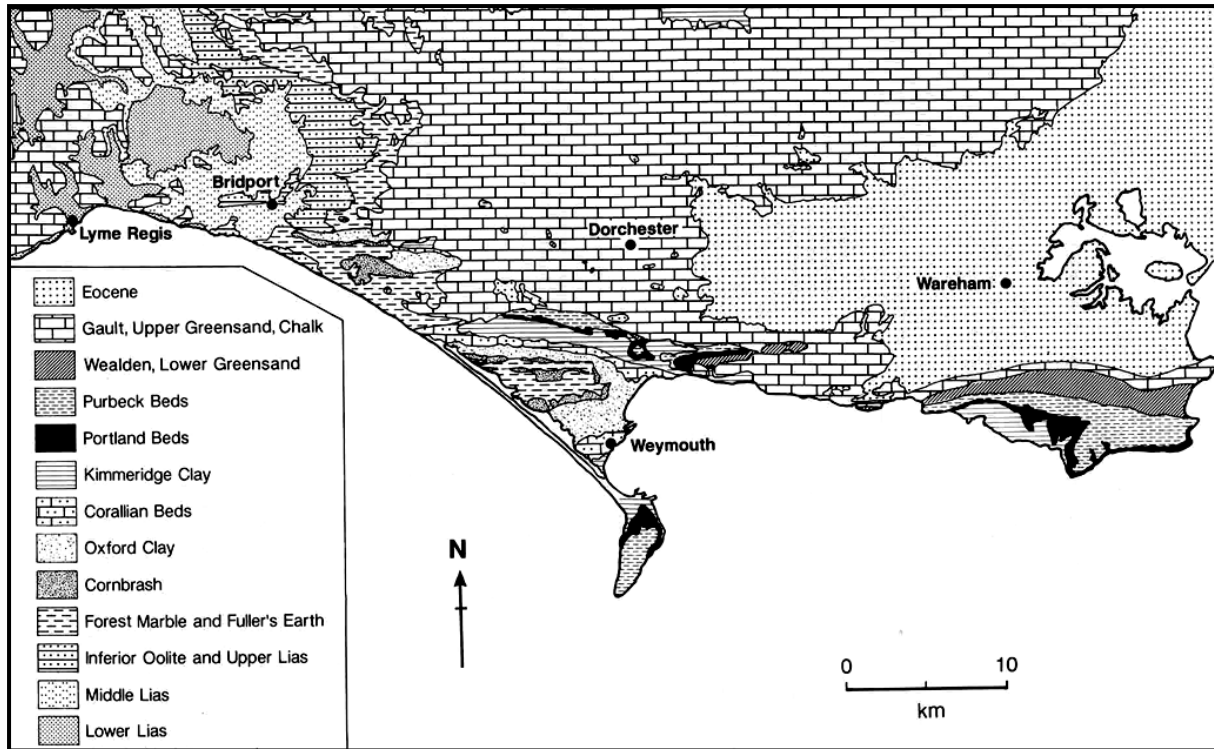 Bridport
Lyme Regis
Dorchester
Wareham
Weymouth
Eocene
Gault, Upper Greensand, Chalk
Wealden, Lower Greensand
Purbeck Beds
Portland Beds
Kimmeridge Clay
Corallian Beds
Oxford Clay
Cornbrash
Forest Marble and Fuller's Earth
Inferior Oolite and Upper Lias
Middle Lias
Lower Lias
N
0 10
km